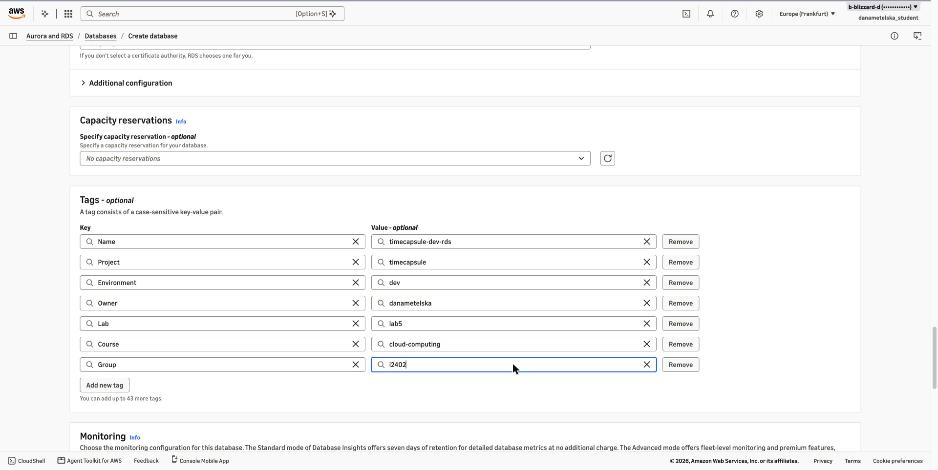 aws
Search
[Option+S]
Europe (Frankfurt) ▼
danametelska_student
Aurora and RDS / Databases / Create database
If you don't select a certificate authority, RDS chooses one for you.
Additional configuration
Capacity reservations Info
Specify capacity reservation - optional
Specify a capacity reservation for your database.
No capacity reservations
Tags - optional
A tag consists of a case-sensitive key-value pair.
Key Value - optional
Name timecapsule-dev-rds Remove
Project timecapsule Remove
Environment dev Remove
Owner danametelska Remove
Lab lab5 Remove
Course cloud-computing Remove
Group i2402 Remove
Add new tag
You can add up to 43 more tags.
Monitoring Info
Choose the monitoring configuration for this database. The Standard mode of Database Insights offers seven days of retention for detailed database metrics at no additional charge. The Advanced mode offers fleet-level monitoring and premium features,
CloudShell Agent Toolkit for AWS Feedback Console Mobile App © 2026, Amazon Web Services, Inc. or its affiliates. Privacy Terms Cookie preferences